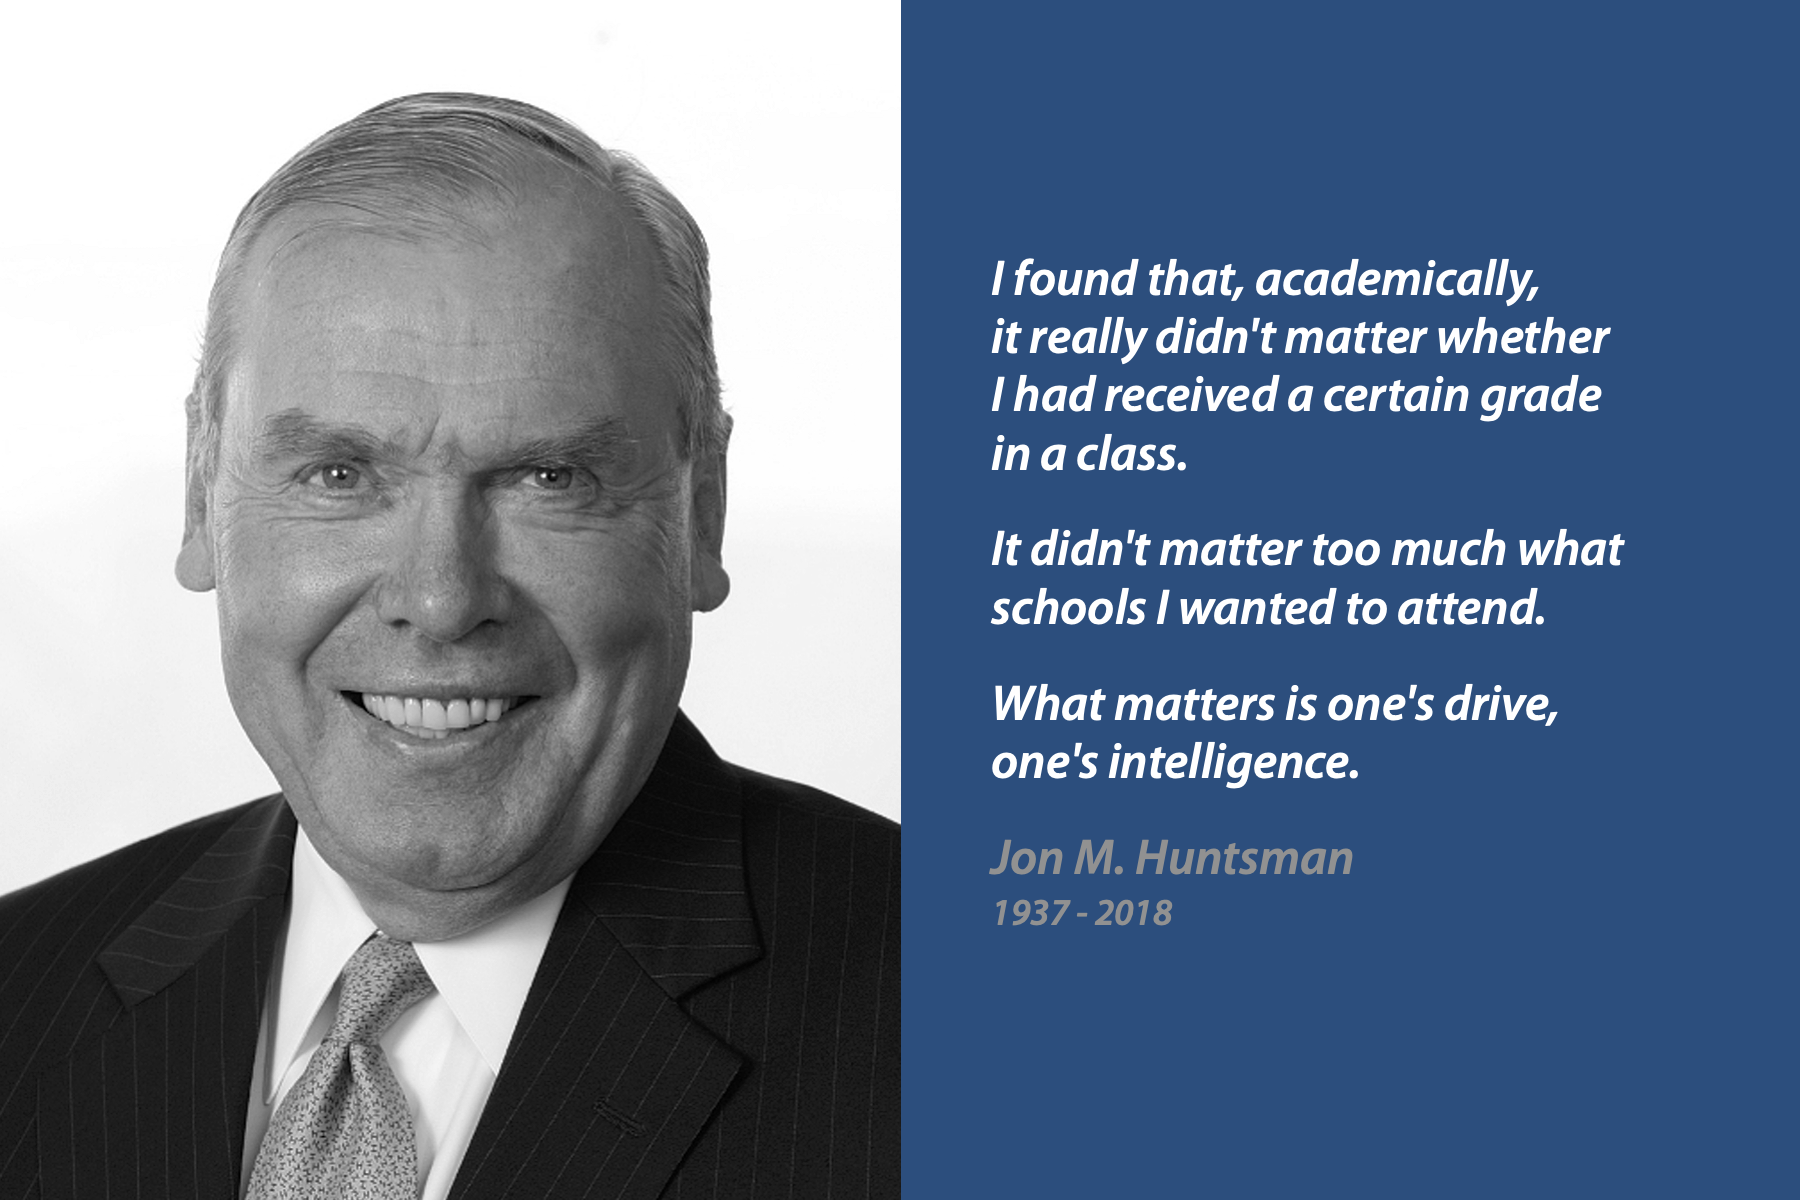 I found that, academically,
it really didn't matter whether
I had received a certain grade
in a class.
It didn't matter too much what
schools I wanted to attend.
What matters is one's drive,
one's intelligence.
Jon M. Huntsman
1937 - 2018